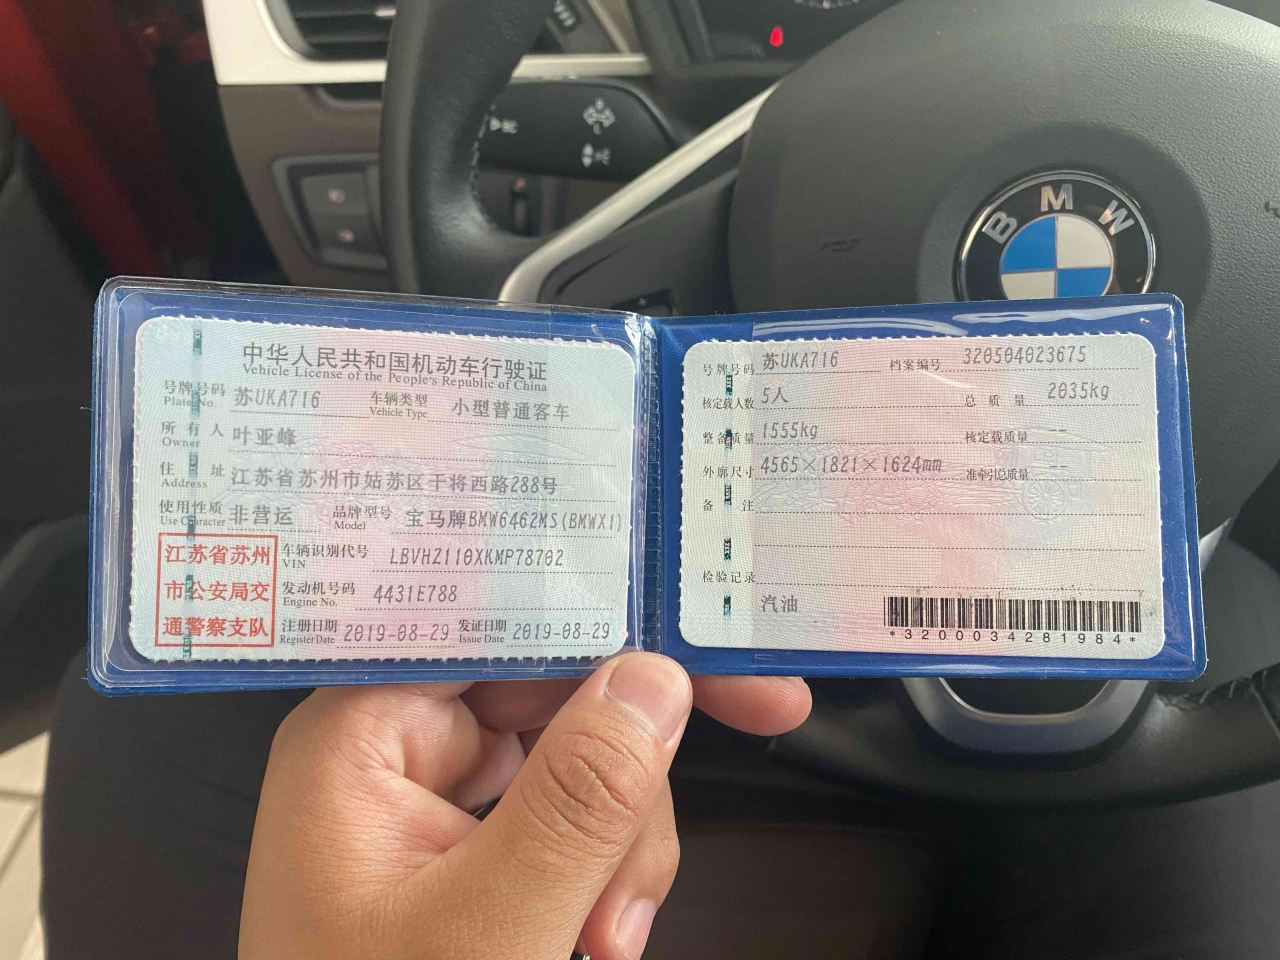 BMW
中华人民共和国机动车行驶证
Vehicle License of the People's Republic of China
号牌号码 苏UKA716 车辆类型 小型普通客车
Plate No. Vehicle Type
所有人 叶亚峰
Owner
住址 江苏省苏州市姑苏区干将西路288号
Address
使用性质 非营运 品牌型号 宝马牌BMW6462MS(BMWX1)
Use Character Model
江苏省苏州
市公安局交
通警察支队
车辆识别代号 LBVHZ110XKMP78702
VIN
发动机号码 4431E788
Engine No.
注册日期 2019-08-29 发证日期 2019-08-29
Register Date Issue Date
号牌号码 苏UKA716 档案编号 320504023675
核定载人数 5人 总质量 2035kg
整备质量 1555kg 核定载质量 --
外廓尺寸 4565×1821×1624mm 准牵引总质量 --
备注
检验记录
汽油
*3200034281984*